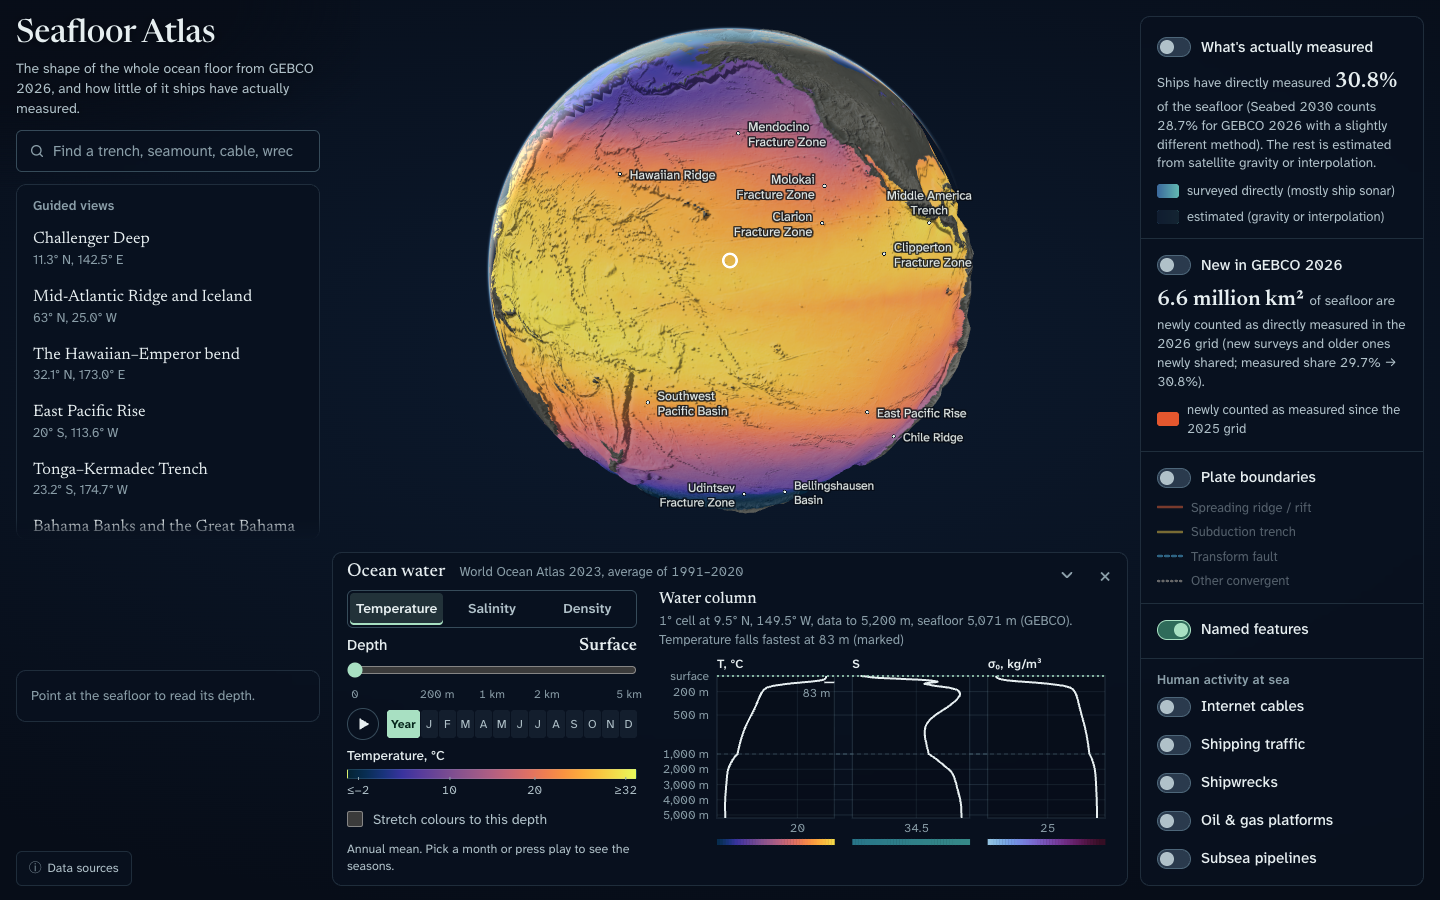 Seafloor Atlas
The shape of the whole ocean floor from GEBCO
2026, and how little of it ships have actually
measured.
Find a trench, seamount, cable, wrec
Guided views
Challenger Deep
11.3° N, 142.5° E
Mid-Atlantic Ridge and Iceland
63° N, 25.0° W
The Hawaiian–Emperor bend
32.1° N, 173.0° E
East Pacific Rise
20° S, 113.6° W
Tonga–Kermadec Trench
23.2° S, 174.7° W
Bahama Banks and the Great Bahama
Point at the seafloor to read its depth.
Data sources
Mendocino
Fracture Zone
Hawaiian Ridge
Molokai
Fracture Zone
Middle America
Trench
Clarion
Fracture Zone
Clipperton
Fracture Zone
Southwest
Pacific Basin
East Pacific Rise
Chile Ridge
Udintsev
Fracture Zone
Bellingshausen
Basin
Ocean water World Ocean Atlas 2023, average of 1991–2020
Temperature Salinity Density
Depth Surface
0 200 m 1 km 2 km 5 km
Year J F M A M J J A S O N D
Temperature, °C
≤−2 10 20 ≥32
Stretch colours to this depth
Annual mean. Pick a month or press play to see the
seasons.
Water column
1° cell at 9.5° N, 149.5° W, data to 5,200 m, seafloor 5,071 m (GEBCO).
Temperature falls fastest at 83 m (marked)
T, °C S σ₀, kg/m³
surface
83 m
200 m
500 m
1,000 m
2,000 m
3,000 m
4,000 m
5,000 m
20 34.5 25
What's actually measured
Ships have directly measured 30.8%
of the seafloor (Seabed 2030 counts
28.7% for GEBCO 2026 with a slightly
different method). The rest is estimated
from satellite gravity or interpolation.
surveyed directly (mostly ship sonar)
estimated (gravity or interpolation)
New in GEBCO 2026
6.6 million km² of seafloor are
newly counted as directly measured in the
2026 grid (new surveys and older ones
newly shared; measured share 29.7% →
30.8%).
newly counted as measured since the
2025 grid
Plate boundaries
Spreading ridge / rift
Subduction trench
Transform fault
Other convergent
Named features
Human activity at sea
Internet cables
Shipping traffic
Shipwrecks
Oil & gas platforms
Subsea pipelines